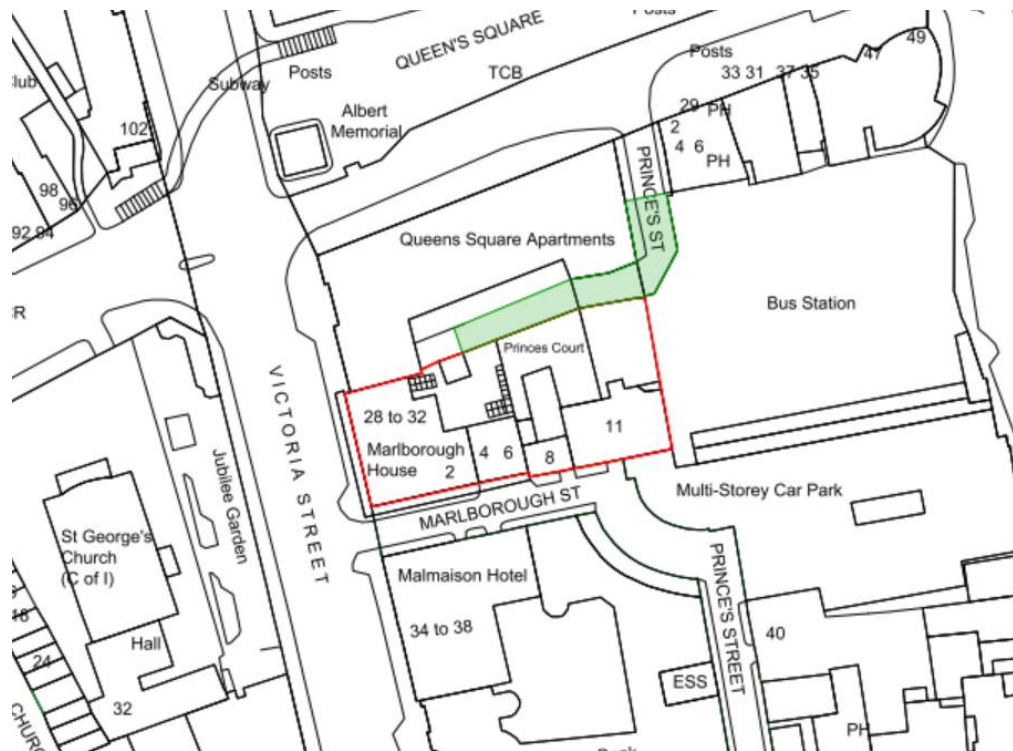 Posts
QUEEN'S SQUARE
TCB
Posts
Subway
Albert
Memorial
Posts
33 31
37 35
47
49
29
PH
2
4 6
PH
PRINCE'S ST
102
98
96
92 94
Queens Square Apartments
Bus Station
Princes Court
28 to 32
Marlborough
House
2
4
6
8
11
VICTORIA STREET
MARLBOROUGH ST
Multi-Storey Car Park
Jubilee Garden
St George's
Church
(C of I)
Hall
32
18
24
Malmaison Hotel
34 to 38
ESS
PRINCE'S STREET
40
PH